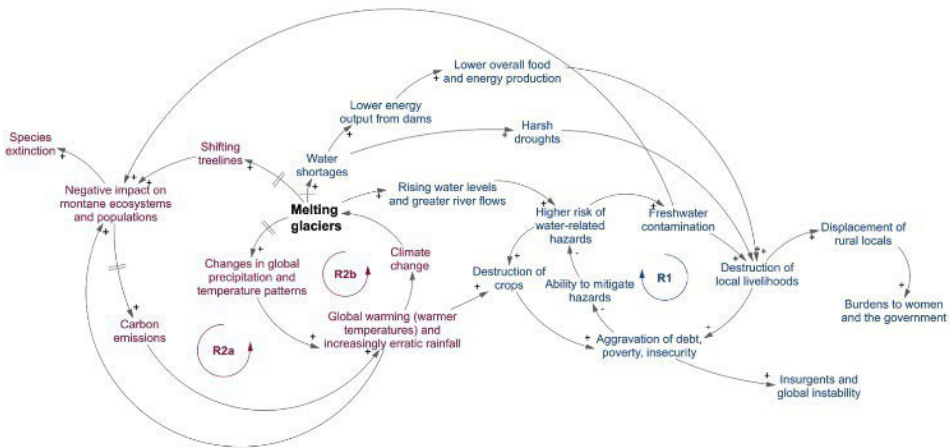 Lower overall food
and energy production
Lower energy
output from dams
Harsh
droughts
Species
extinction
Shifting
treelines
Water
shortages
Negative impact on
montane ecosystems
and populations
Rising water levels
and greater river flows
Melting
glaciers
Higher risk of
water-related
hazards
Freshwater
contamination
Displacement of
rural locals
Changes in global
precipitation and
temperature patterns
R2b
Climate
change
Destruction of
crops
Ability to mitigate
hazards
R1
Destruction of
local livelihoods
Burdens to women
and the government
Carbon
emissions
R2a
Global warming (warmer
temperatures) and
increasingly erratic rainfall
Aggravation of debt,
poverty, insecurity
Insurgents and
global instability